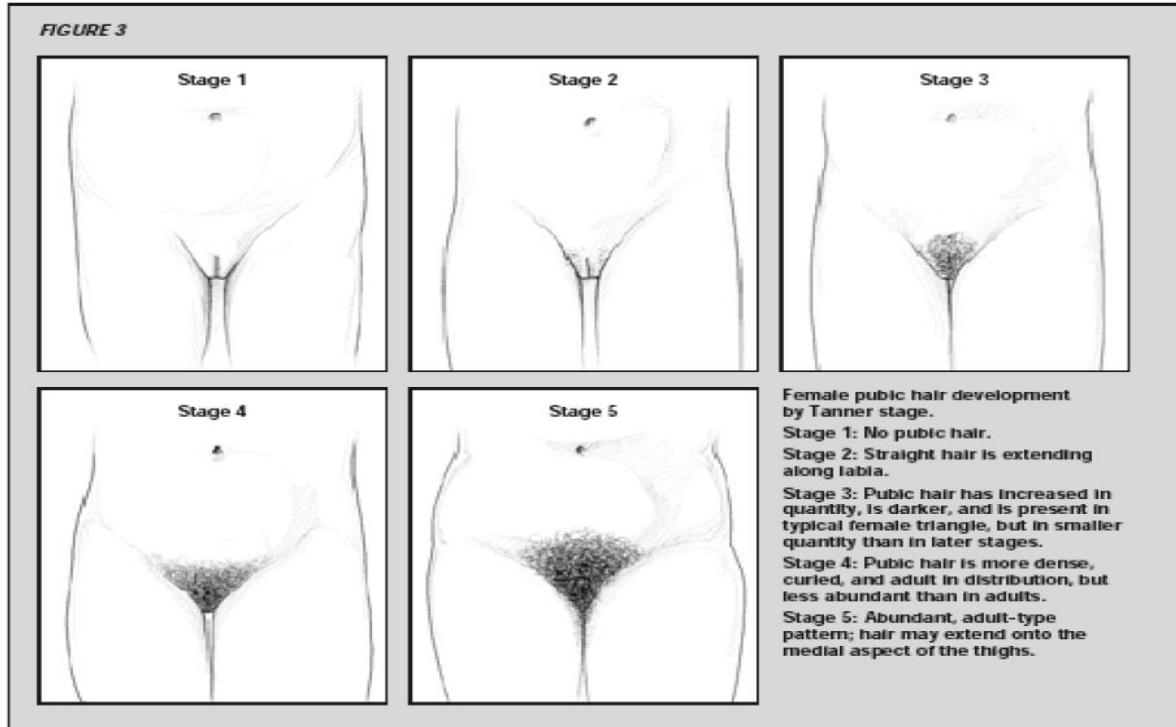 FIGURE 3
Stage 1
Stage 2
Stage 3
Stage 4
Stage 5
Female pubic hair development
by Tanner stage.
Stage 1: No pubic hair.
Stage 2: Straight hair is extending
along labia.
Stage 3: Pubic hair has increased in
quantity, is darker, and is present in
typical female triangle, but in smaller
quantity than in later stages.
Stage 4: Pubic hair is more dense,
curled, and adult in distribution, but
less abundant than in adults.
Stage 5: Abundant, adult-type
pattern; hair may extend onto the
medial aspect of the thighs.